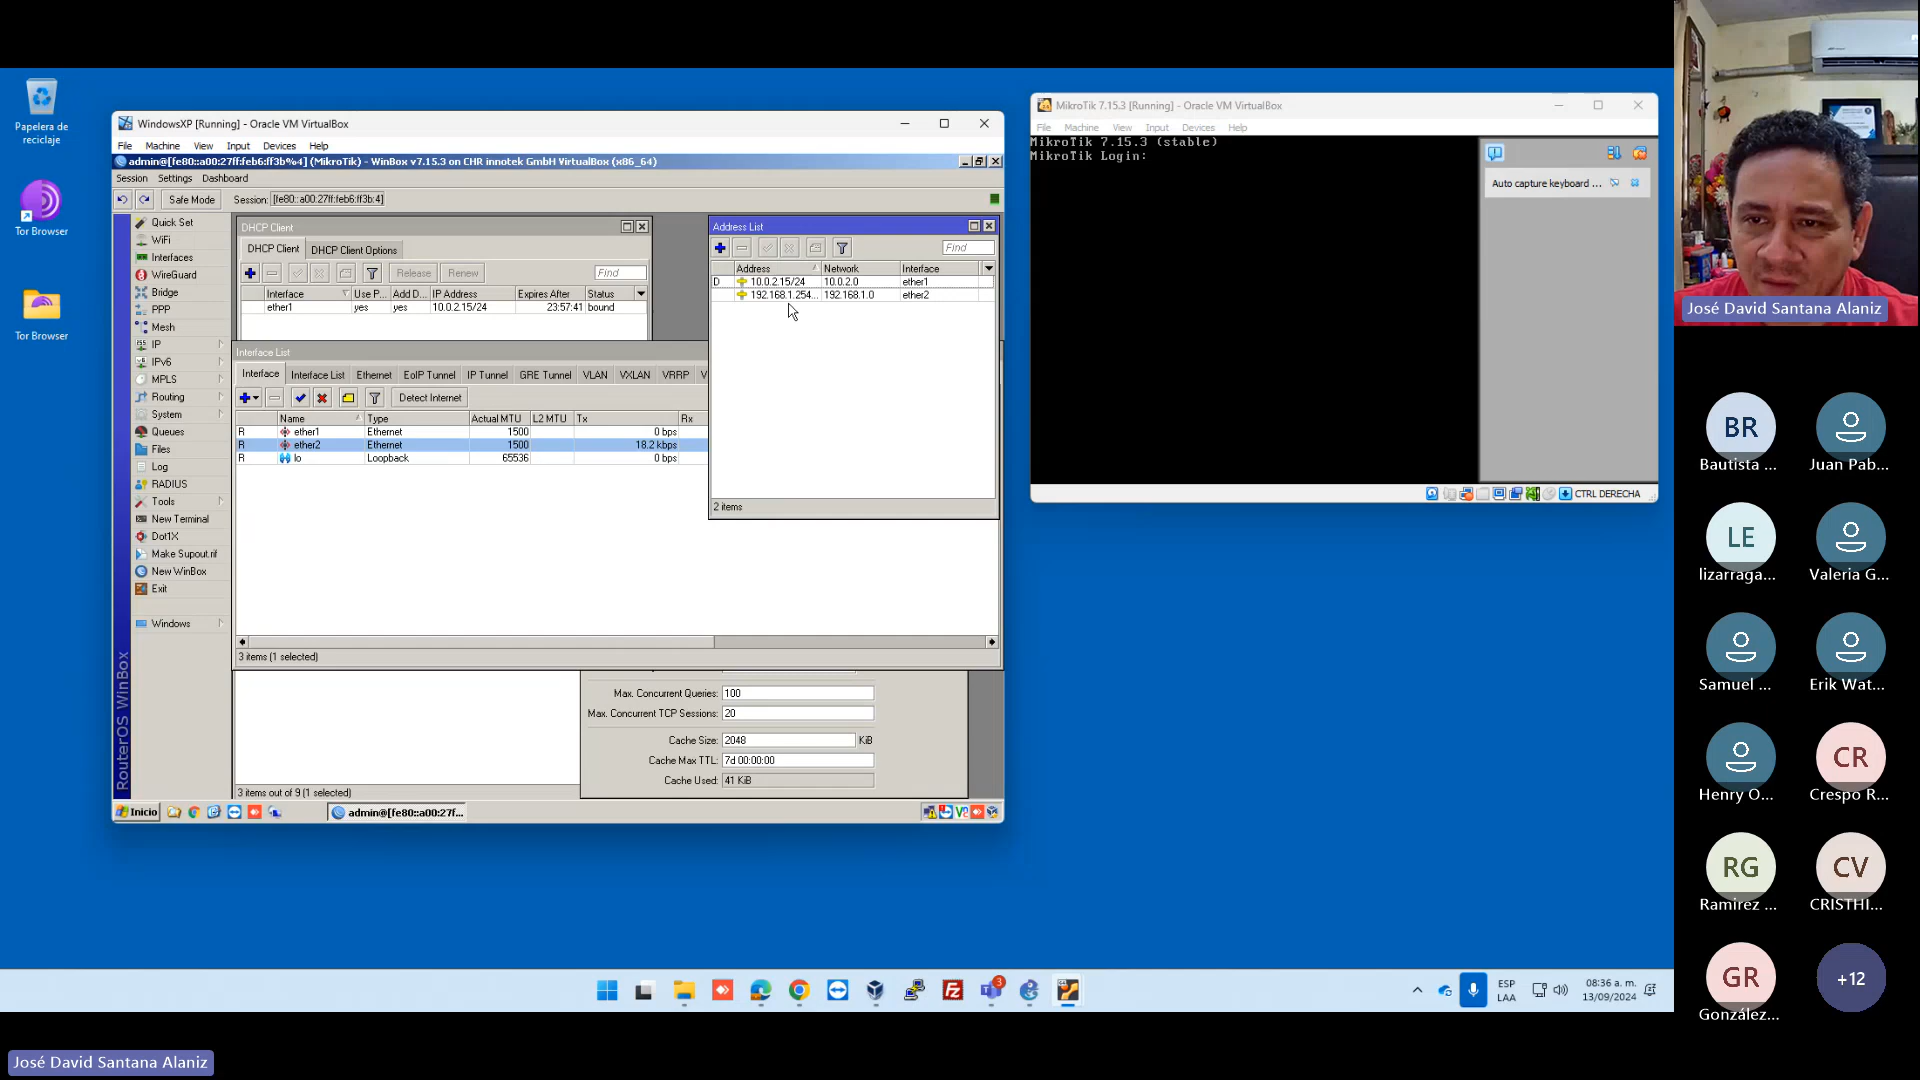 Papelera de
reciclaje
Tor Browser
Tor Browser
WindowsXP [Running] - Oracle VM VirtualBox
File Machine View Input Devices Help
admin@[fe80::a00:27ff:feb6:ff3b%4] (MikroTik) - WinBox v7.15.3 on CHR innotek GmbH VirtualBox (x86_64)
Session Settings Dashboard
Safe Mode Session: [fe80::a00:27ff:feb6:ff3b:4]
Quick Set
WiFi
Interfaces
WireGuard
Bridge
PPP
Mesh
IP
IPv6
MPLS
Routing
System
Queues
Files
Log
RADIUS
Tools
New Terminal
Dot1X
Make Supout.rif
New WinBox
Exit
Windows
RouterOS WinBox
DHCP Client
DHCP Client DHCP Client Options
Release Renew Find
Interface Use P... Add D... IP Address Expires After Status
ether1 yes yes 10.0.2.15/24 23:57:41 bound
Interface List
Interface Interface List Ethernet EoIP Tunnel IP Tunnel GRE Tunnel VLAN VXLAN VRRP V
Detect Internet
Name Type Actual MTU L2 MTU Tx Rx
R ether1 Ethernet 1500 0 bps
R ether2 Ethernet 1500 18.2 kbps
R lo Loopback 65536 0 bps
3 items (1 selected)
Address List
Find
Address Network Interface
D 10.0.2.15/24 10.0.2.0 ether1
192.168.1.254... 192.168.1.0 ether2
2 items
Max. Concurrent Queries: 100
Max. Concurrent TCP Sessions: 20
Cache Size: 2048 KiB
Cache Max TTL: 7d 00:00:00
Cache Used: 41 KiB
3 items out of 9 (1 selected)
Inicio admin@[fe80::a00:27f...
MikroTik 7.15.3 [Running] - Oracle VM VirtualBox
File Machine View Input Devices Help
MikroTik 7.15.3 (stable)
MikroTik Login:
Auto capture keyboard ...
CTRL DERECHA
José David Santana Alaniz
BR
Bautista ...
Juan Pab...
LE
lizarraga...
Valeria G...
Samuel ...
Erik Wat...
Henry O...
CR
Crespo R...
RG
Ramirez ...
CV
CRISTHI...
GR
González...
+12
3
ESP
LAA
08:36 a. m.
13/09/2024
José David Santana Alaniz